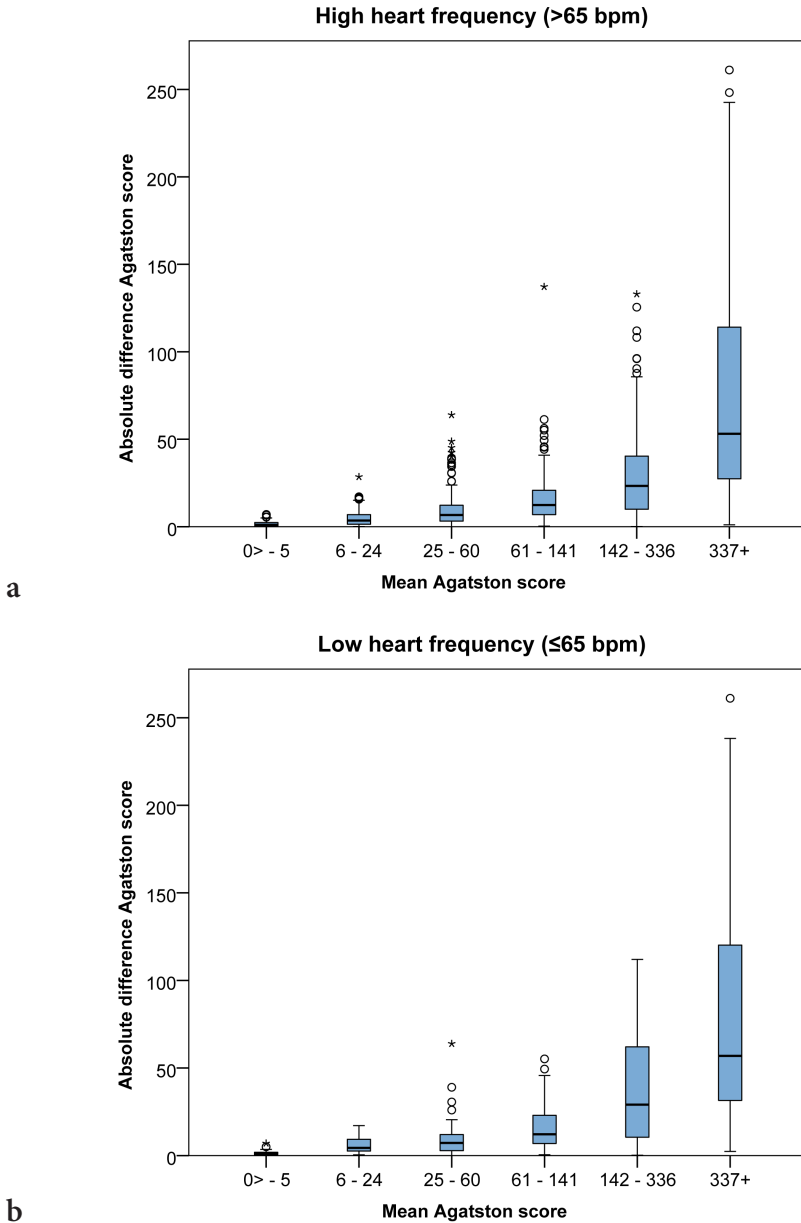 High heart frequency (>65 bpm)
Absolute difference Agatston score
250
200
150
100
50
0
0> - 5 6 - 24 25 - 60 61 - 141 142 - 336 337+
Mean Agatston score
a
Low heart frequency (≤65 bpm)
Absolute difference Agatston score
250
200
150
100
50
0
0> - 5 6 - 24 25 - 60 61 - 141 142 - 336 337+
Mean Agatston score
b